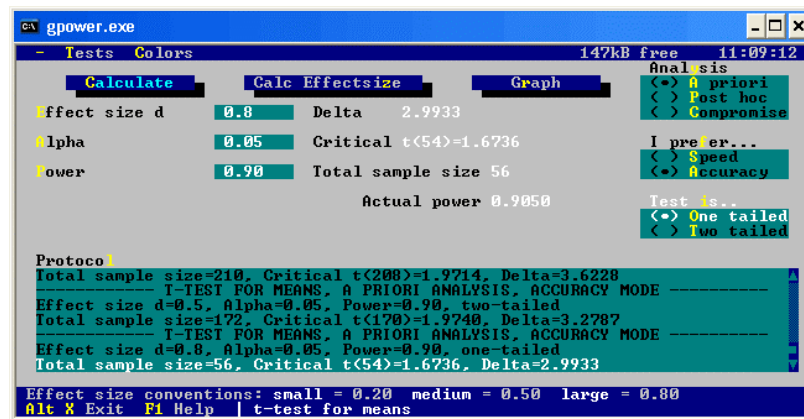 gpower.exe
- Tests Colors 147kB free 11:09:12
Calculate Calc Effectsize Graph
Analysis
(•) A priori
( ) Post hoc
( ) Compromise
Effect size d 0.8 Delta 2.9933
Alpha 0.05 Critical t(54)=1.6736
Power 0.90 Total sample size 56
Actual power 0.9050
I prefer...
( ) Speed
(•) Accuracy
Test is..
(•) One tailed
( ) Two tailed
Protocol
Total sample size=210, Critical t(208)=1.9714, Delta=3.6228
------------ T-TEST FOR MEANS, A PRIORI ANALYSIS, ACCURACY MODE ----------
Effect size d=0.5, Alpha=0.05, Power=0.90, two-tailed
Total sample size=172, Critical t(170)=1.9740, Delta=3.2787
------------ T-TEST FOR MEANS, A PRIORI ANALYSIS, ACCURACY MODE ----------
Effect size d=0.8, Alpha=0.05, Power=0.90, one-tailed
Total sample size=56, Critical t(54)=1.6736, Delta=2.9933
Effect size conventions: small = 0.20 medium = 0.50 large = 0.80
Alt X Exit F1 Help | t-test for means